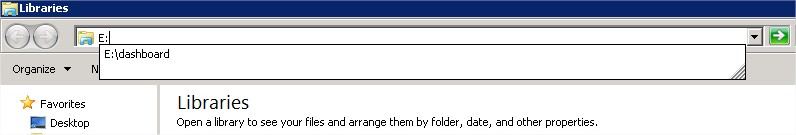 Libraries
E:
E:\dashboard
Organize
N
Favorites
Libraries
Desktop
Open a library to see your files and arrange them by folder, date, and other properties.